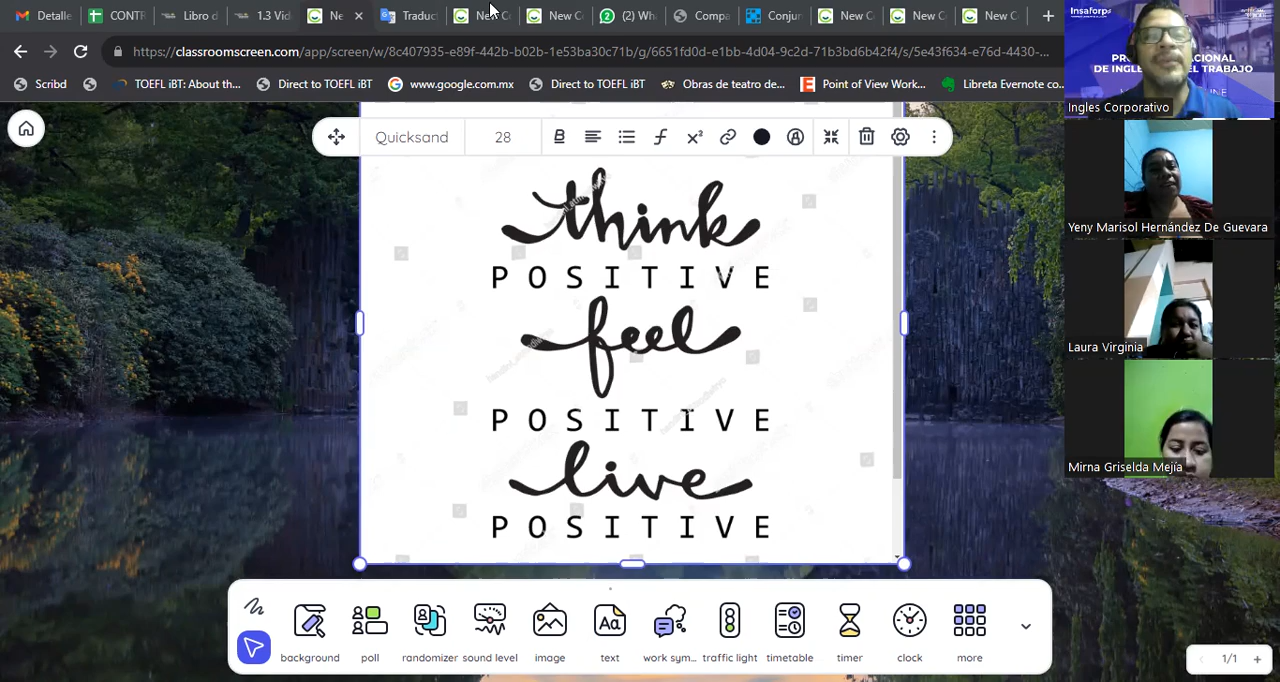 Detalle
CONT
Libro d
1.3 Vid
Ne
Traduc
New C
New C
(2) Wh
Compa
Conjur
New C
New C
New C
https://classroomscreen.com/app/screen/w/8c407935-e89f-442b-b02b-1e53ba30c71b/g/6651fd0d-e1bb-4d04-9c2d-71b3bd6b42f4/s/5e43f634-e76d-4430-...
Scribd
TOEFL iBT: About th...
Direct to TOEFL iBT
www.google.com.mx
Direct to TOEFL iBT
Obras de teatro de...
Point of View Work...
Libreta Evernote co...
Insaforp
DE INGL
EL TRABAJO
Ingles Corporativo
Yeny Marisol Hernández De Guevara
Laura Virginia
Mirna Griselda Mejía
Quicksand
28
think
POSITIVE
feel
POSITIVE
live
POSITIVE
background
poll
randomizer
sound level
image
text
work sym...
traffic light
timetable
timer
clock
more
1/1